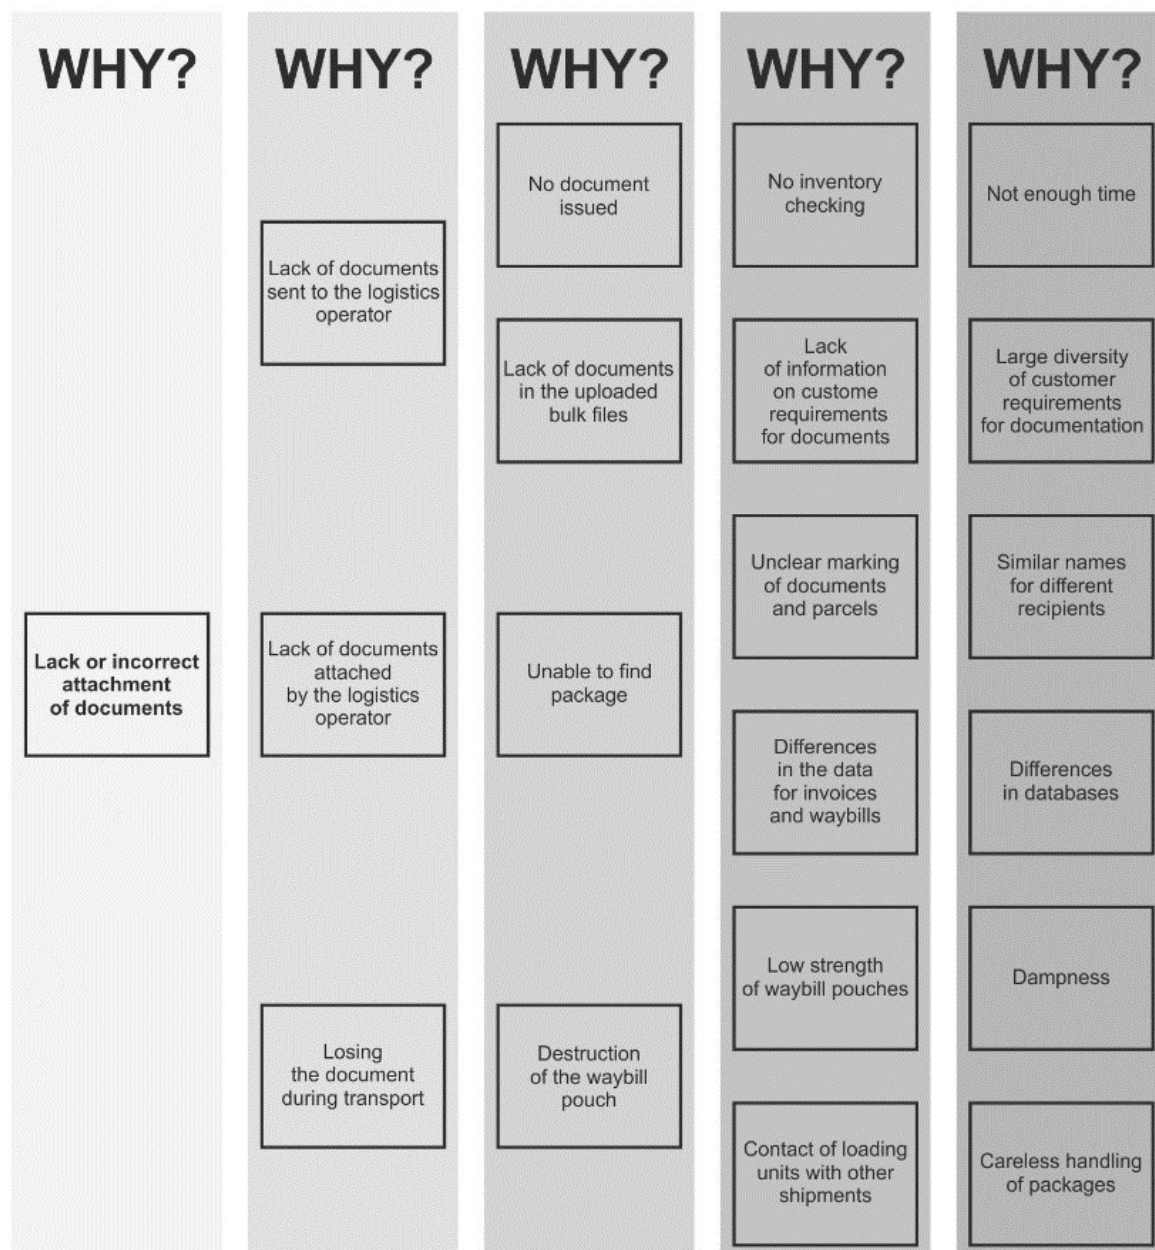 WHY?
WHY?
WHY?
WHY?
WHY?
Lack or incorrect
attachment
of documents
Lack of documents
sent to the logistics
operator
Lack of documents
attached
by the logistics
operator
Losing
the document
during transport
No document
issued
Lack of documents
in the uploaded
bulk files
Unable to find
package
Destruction
of the waybill
pouch
No inventory
checking
Lack
of information
on custome
requirements
for documents
Unclear marking
of documents
and parcels
Differences
in the data
for invoices
and waybills
Low strength
of waybill pouches
Contact of loading
units with other
shipments
Not enough time
Large diversity
of customer
requirements
for documentation
Similar names
for different
recipients
Differences
in databases
Dampness
Careless handling
of packages